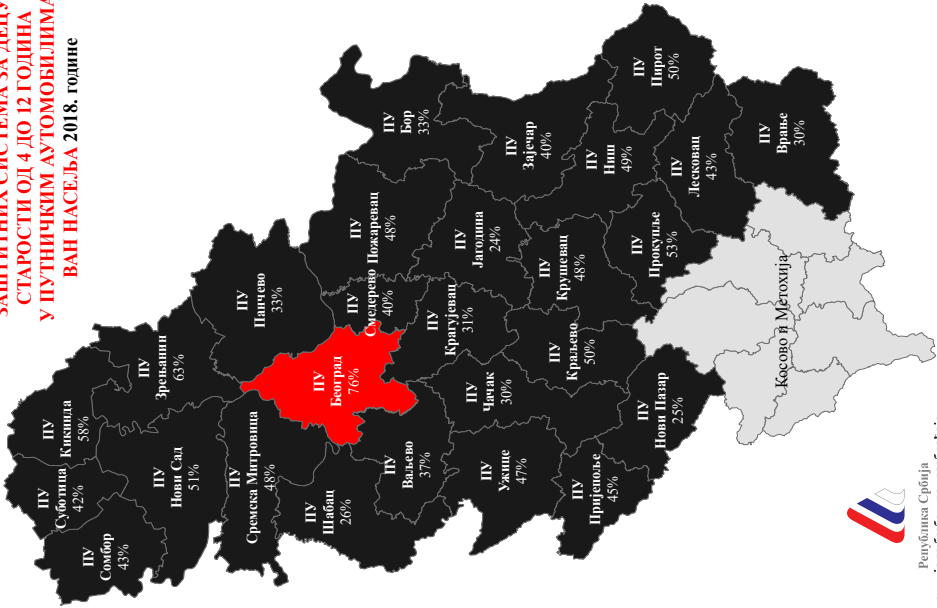 ЗАШТИТНИХ СИСТЕМА ЗА ДЕЦУ
СТАРОСТИ ОД 4 ДО 12 ГОДИНА
У ПУТНИЧКИМ АУТОМОБИЛИМА
ВАН НАСЕЉА 2018. године
ПУ
Суботица
42%
ПУ
Кикинда
58%
ПУ
Сомбор
43%
ПУ
Нови Сад
51%
ПУ
Зрењанин
63%
ПУ
Сремска Митровица
48%
ПУ
Панчево
33%
ПУ
Београд
76%
ПУ
Шабац
26%
ПУ
Ваљево
37%
ПУ
Смедерево
40%
ПУ
Пожаревац
48%
ПУ
Бор
33%
ПУ
Крагујевац
31%
ПУ
Јагодина
24%
ПУ
Зајечар
40%
ПУ
Ужице
47%
ПУ
Чачак
30%
ПУ
Краљево
50%
ПУ
Крушевац
48%
ПУ
Ниш
49%
ПУ
Пирот
50%
ПУ
Пријепоље
45%
ПУ
Нови Пазар
25%
ПУ
Прокупље
53%
ПУ
Лесковац
43%
ПУ
Врање
30%
Косово и Метохија
Република Србија